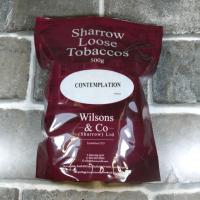 Sharrow
Loose
Tobaccos
500g
CONTEMPLATION
Wilsons
& Co
(Sharrow) Ltd